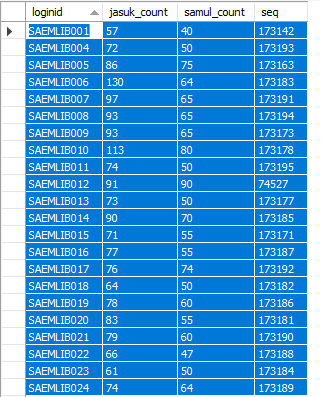 loginid jasuk_count samul_count seq
SAEMLIB001 57 40 173142
SAEMLIB004 72 50 173193
SAEMLIB005 86 75 173163
SAEMLIB006 130 64 173183
SAEMLIB007 97 65 173191
SAEMLIB008 93 65 173194
SAEMLIB009 93 65 173173
SAEMLIB010 113 80 173178
SAEMLIB011 74 50 173195
SAEMLIB012 91 90 74527
SAEMLIB013 73 50 173177
SAEMLIB014 90 70 173185
SAEMLIB015 71 55 173171
SAEMLIB016 77 55 173187
SAEMLIB017 76 74 173192
SAEMLIB018 64 50 173182
SAEMLIB019 78 60 173186
SAEMLIB020 83 55 173181
SAEMLIB021 79 60 173190
SAEMLIB022 66 47 173188
SAEMLIB023 61 50 173184
SAEMLIB024 74 64 173189